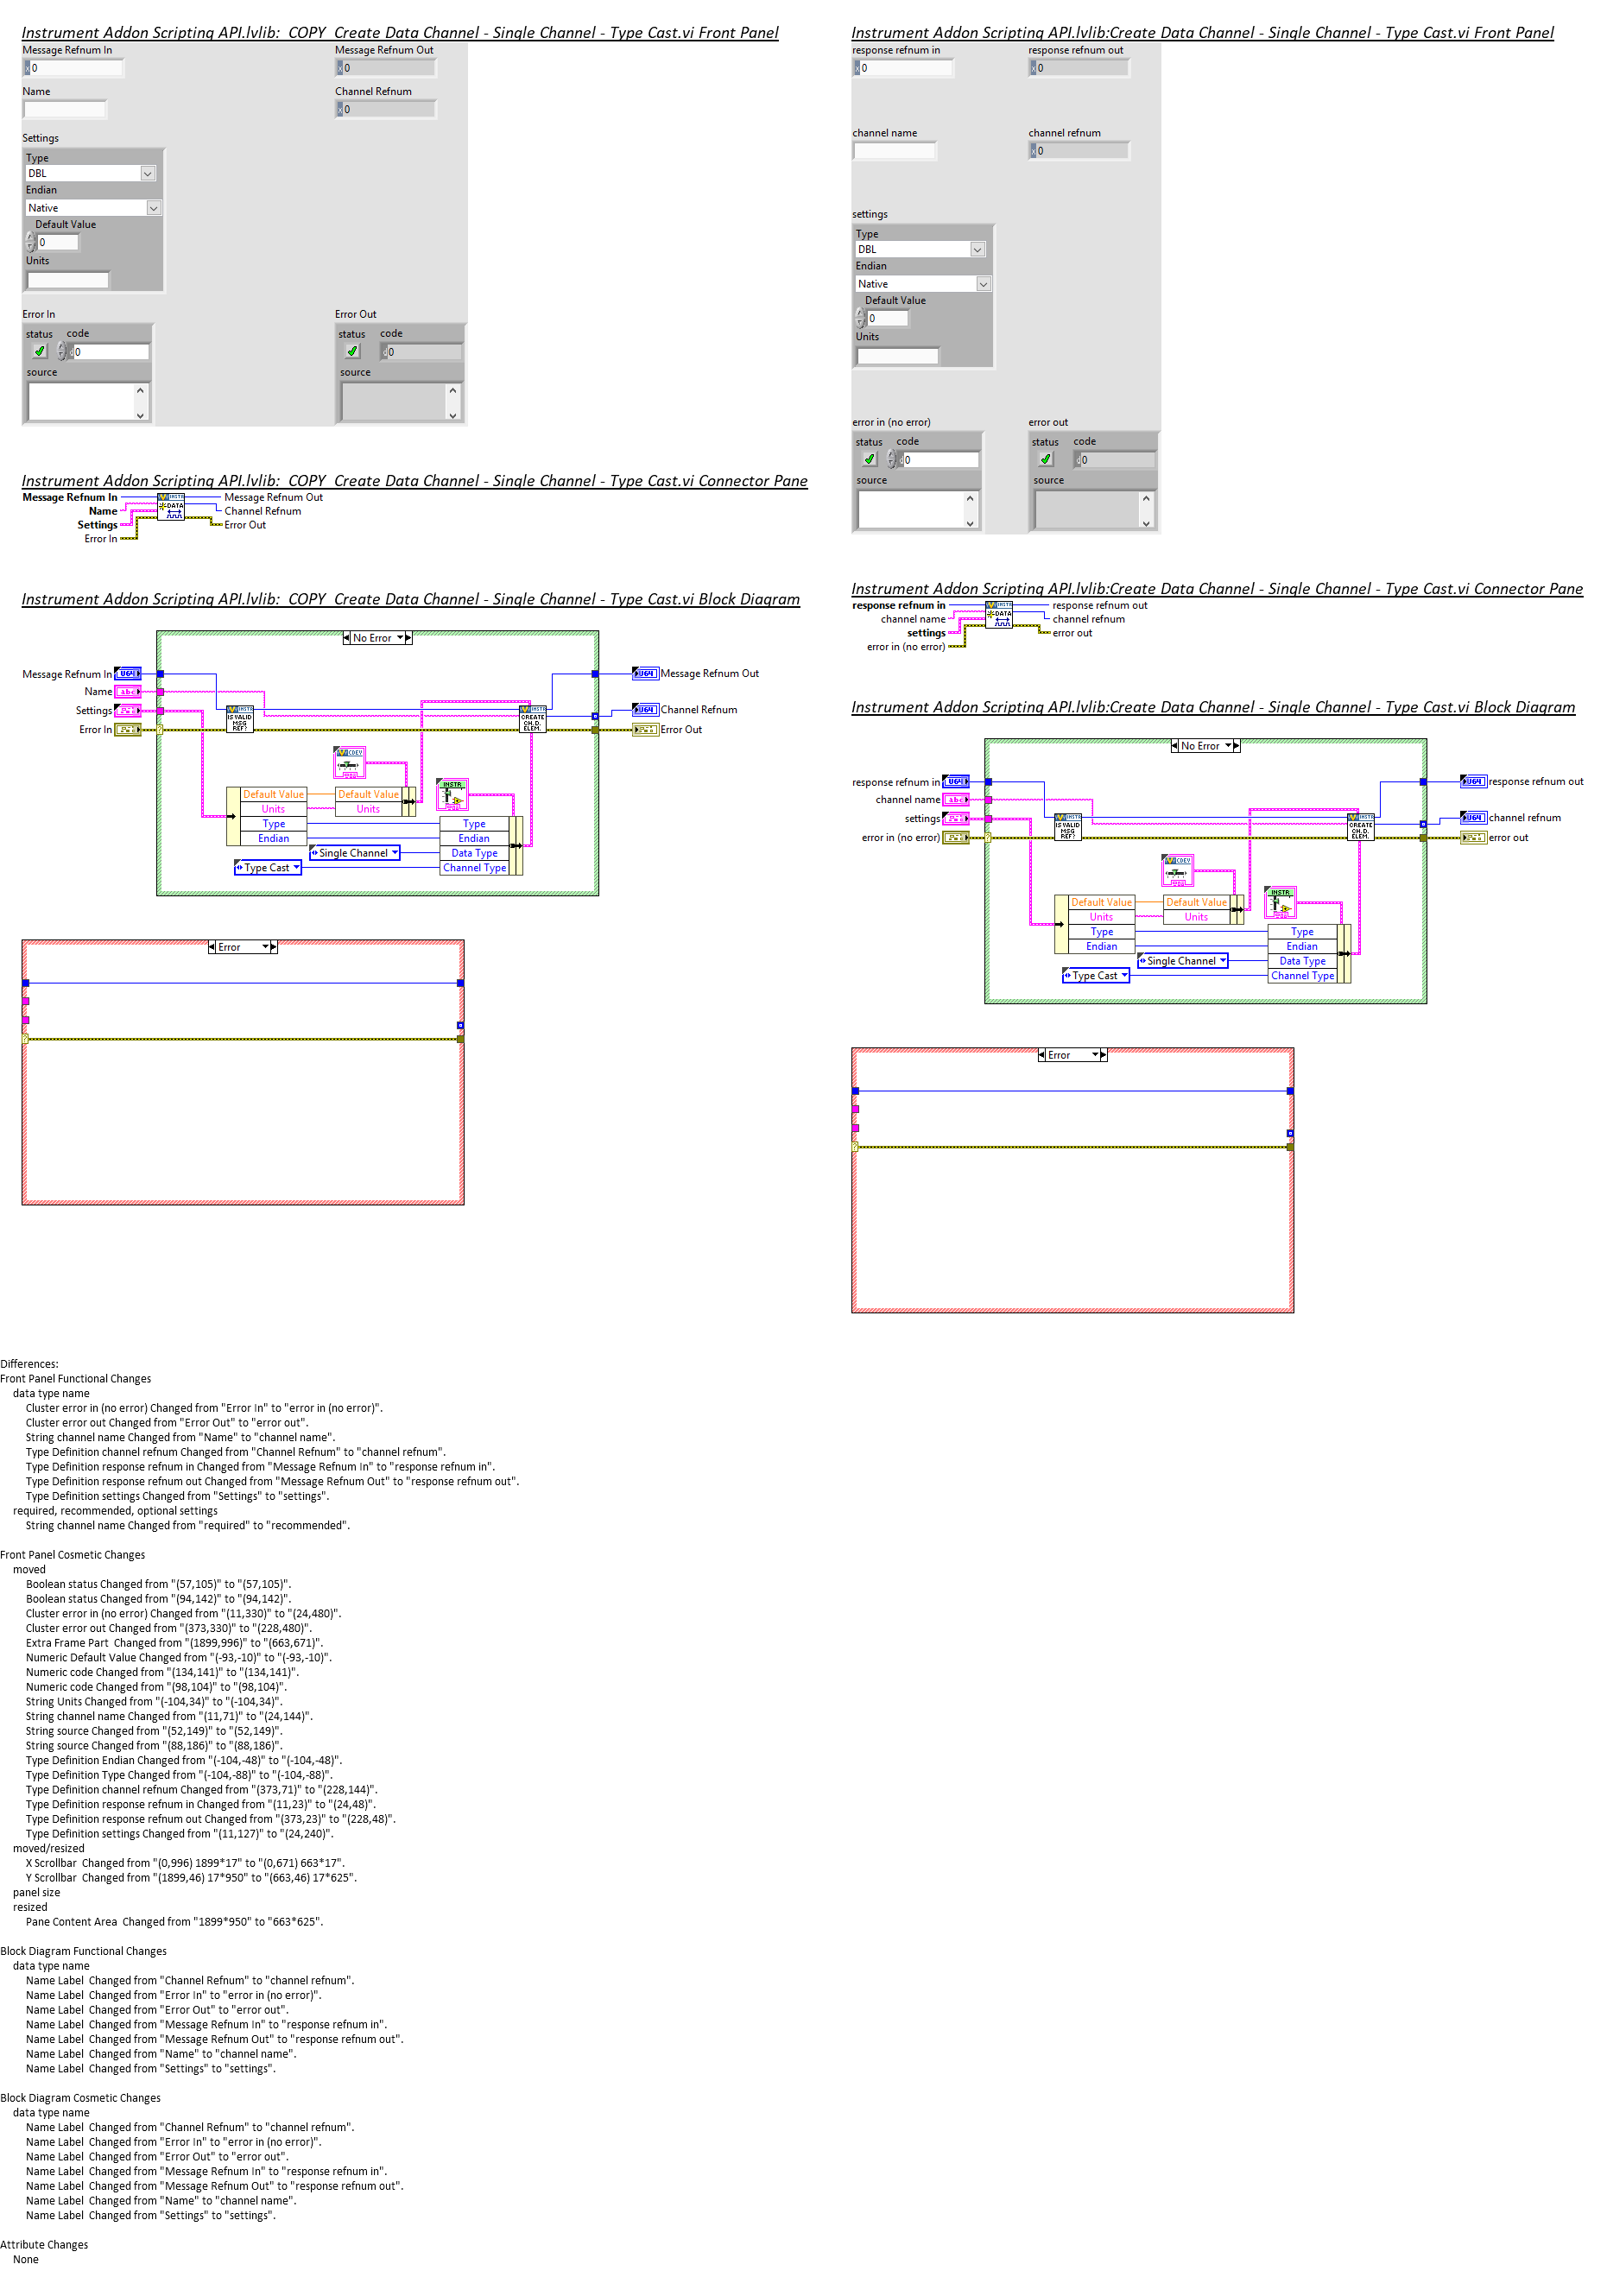 Instrument Addon Scripting API.lvlib:  COPY  Create Data Channel - Single Channel - Type Cast.vi Front Panel
Message Refnum In
Message Refnum Out
0
0
Name
Channel Refnum
0
Settings
Type
DBL
Endian
Native
Default Value
0
Units
Error In
Error Out
status code
status code
0
0
source
source
Instrument Addon Scripting API.lvlib:  COPY  Create Data Channel - Single Channel - Type Cast.vi Connector Pane
Message Refnum In
Message Refnum Out
Name
Channel Refnum
Settings
Error Out
Error In
INSTR
DATA
Instrument Addon Scripting API.lvlib:  COPY  Create Data Channel - Single Channel - Type Cast.vi Block Diagram
No Error
Message Refnum In
U64
U64
Message Refnum Out
Name
abc
Settings
Channel Refnum
U64
Error In
Error Out
INSTR
IS VALID
MSG
REF?
INSTR
CREATE
CH.D.
ELEM.
CDEV
INSTR
Default Value
Default Value
Units
Units
Type
Type
Endian
Endian
Single Channel
Data Type
Type Cast
Channel Type
Error
Instrument Addon Scripting API.lvlib:Create Data Channel - Single Channel - Type Cast.vi Front Panel
response refnum in
response refnum out
0
0
channel name
channel refnum
0
settings
Type
DBL
Endian
Native
Default Value
0
Units
error in (no error)
error out
status code
status code
0
0
source
source
Instrument Addon Scripting API.lvlib:Create Data Channel - Single Channel - Type Cast.vi Connector Pane
response refnum in
response refnum out
channel name
channel refnum
settings
error out
error in (no error)
INSTR
DATA
Instrument Addon Scripting API.lvlib:Create Data Channel - Single Channel - Type Cast.vi Block Diagram
No Error
response refnum in
U64
U64
response refnum out
channel name
abc
settings
U64
channel refnum
error in (no error)
error out
INSTR
IS VALID
MSG
REF?
INSTR
CREATE
CH.D.
ELEM.
CDEV
INSTR
Default Value
Default Value
Units
Units
Type
Type
Endian
Endian
Single Channel
Data Type
Type Cast
Channel Type
Error
Differences:
Front Panel Functional Changes
data type name
Cluster error in (no error) Changed from "Error In" to "error in (no error)".
Cluster error out Changed from "Error Out" to "error out".
String channel name Changed from "Name" to "channel name".
Type Definition channel refnum Changed from "Channel Refnum" to "channel refnum".
Type Definition response refnum in Changed from "Message Refnum In" to "response refnum in".
Type Definition response refnum out Changed from "Message Refnum Out" to "response refnum out".
Type Definition settings Changed from "Settings" to "settings".
required, recommended, optional settings
String channel name Changed from "required" to "recommended".
Front Panel Cosmetic Changes
moved
Boolean status Changed from "(57,105)" to "(57,105)".
Boolean status Changed from "(94,142)" to "(94,142)".
Cluster error in (no error) Changed from "(11,330)" to "(24,480)".
Cluster error out Changed from "(373,330)" to "(228,480)".
Extra Frame Part  Changed from "(1899,996)" to "(663,671)".
Numeric Default Value Changed from "(-93,-10)" to "(-93,-10)".
Numeric code Changed from "(134,141)" to "(134,141)".
Numeric code Changed from "(98,104)" to "(98,104)".
String Units Changed from "(-104,34)" to "(-104,34)".
String channel name Changed from "(11,71)" to "(24,144)".
String source Changed from "(52,149)" to "(52,149)".
String source Changed from "(88,186)" to "(88,186)".
Type Definition Endian Changed from "(-104,-48)" to "(-104,-48)".
Type Definition Type Changed from "(-104,-88)" to "(-104,-88)".
Type Definition channel refnum Changed from "(373,71)" to "(228,144)".
Type Definition response refnum in Changed from "(11,23)" to "(24,48)".
Type Definition response refnum out Changed from "(373,23)" to "(228,48)".
Type Definition settings Changed from "(11,127)" to "(24,240)".
moved/resized
X Scrollbar  Changed from "(0,996) 1899*17" to "(0,671) 663*17".
Y Scrollbar  Changed from "(1899,46) 17*950" to "(663,46) 17*625".
panel size
resized
Pane Content Area  Changed from "1899*950" to "663*625".
Block Diagram Functional Changes
data type name
Name Label  Changed from "Channel Refnum" to "channel refnum".
Name Label  Changed from "Error In" to "error in (no error)".
Name Label  Changed from "Error Out" to "error out".
Name Label  Changed from "Message Refnum In" to "response refnum in".
Name Label  Changed from "Message Refnum Out" to "response refnum out".
Name Label  Changed from "Name" to "channel name".
Name Label  Changed from "Settings" to "settings".
Block Diagram Cosmetic Changes
data type name
Name Label  Changed from "Channel Refnum" to "channel refnum".
Name Label  Changed from "Error In" to "error in (no error)".
Name Label  Changed from "Error Out" to "error out".
Name Label  Changed from "Message Refnum In" to "response refnum in".
Name Label  Changed from "Message Refnum Out" to "response refnum out".
Name Label  Changed from "Name" to "channel name".
Name Label  Changed from "Settings" to "settings".
Attribute Changes
None